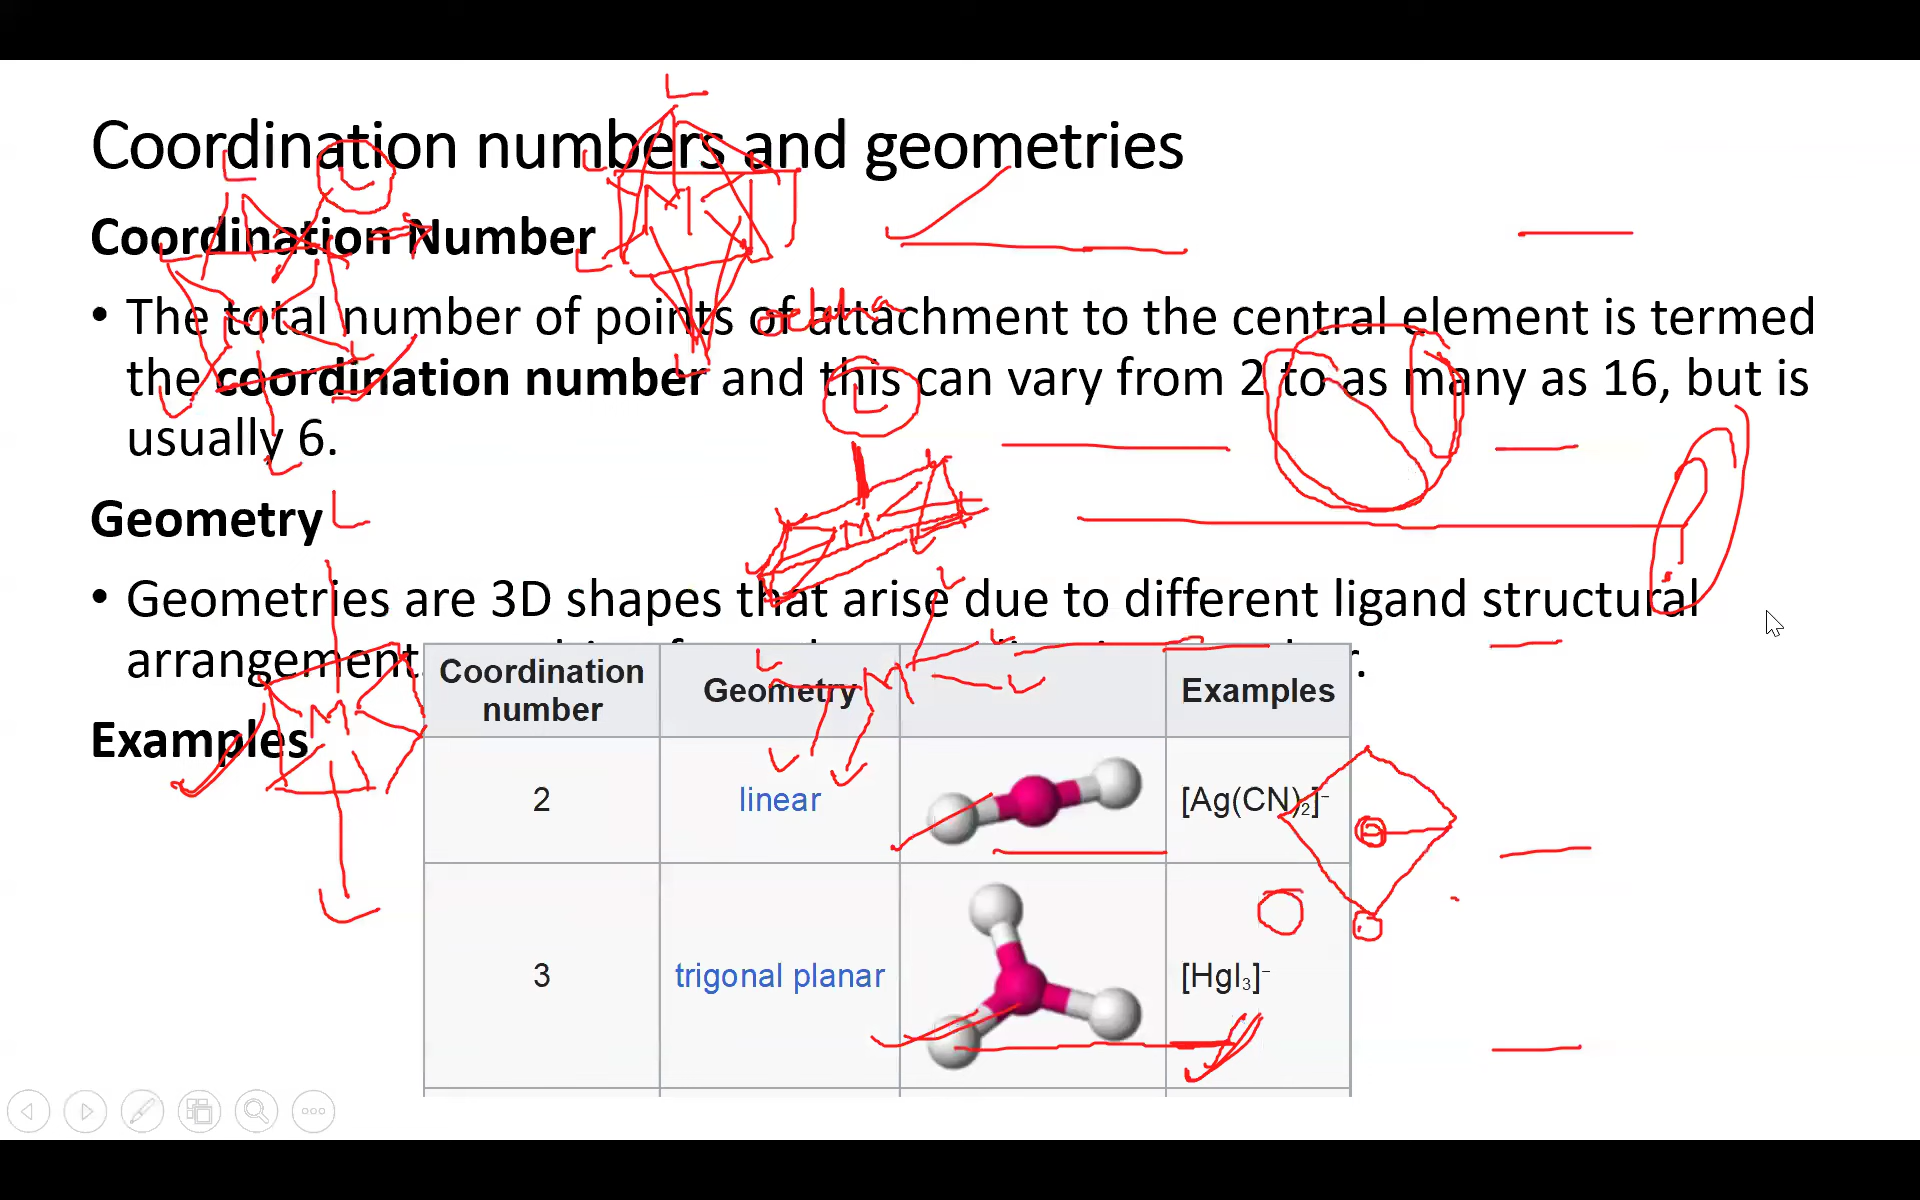 Coordination numbers and geometries
Coordination Number
• The total number of points of attachment to the central element is termed
the coordination number and this can vary from 2 to as many as 16, but is
usually 6.
Geometry
• Geometries are 3D shapes that arise due to different ligand structural
arrangement
Examples
Coordination number Geometry Examples
2 linear [Ag(CN)₂]⁻
3 trigonal planar [HgI₃]⁻
L
L
L
L
M
L
L
M
L
L
L
M
L
M
L
M
L